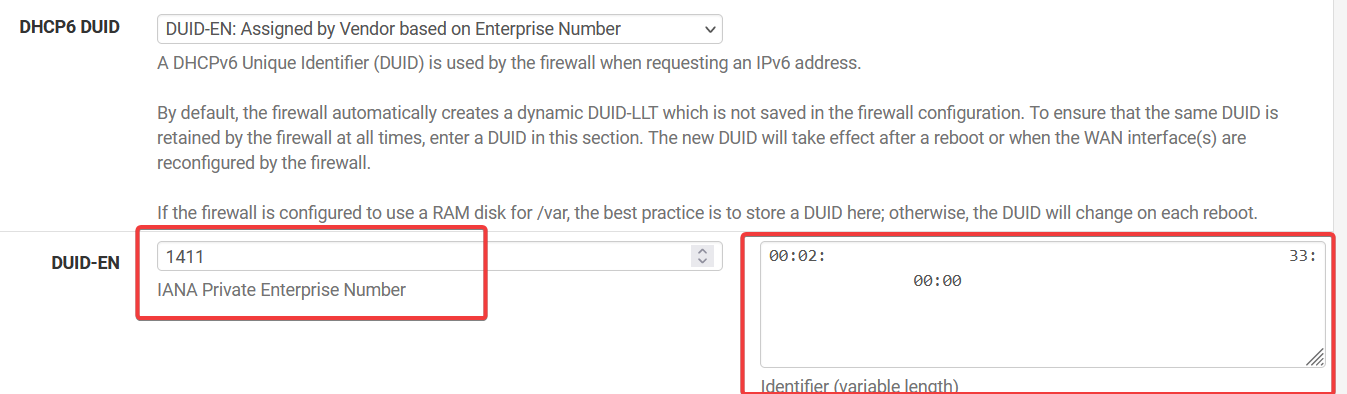 DHCP6 DUID
DUID-EN: Assigned by Vendor based on Enterprise Number
A DHCPv6 Unique Identifier (DUID) is used by the firewall when requesting an IPv6 address.
By default, the firewall automatically creates a dynamic DUID-LLT which is not saved in the firewall configuration. To ensure that the same DUID is
retained by the firewall at all times, enter a DUID in this section. The new DUID will take effect after a reboot or when the WAN interface(s) are
reconfigured by the firewall.
If the firewall is configured to use a RAM disk for /var, the best practice is to store a DUID here; otherwise, the DUID will change on each reboot.
DUID-EN
1411
IANA Private Enterprise Number
00:02: 33:
00:00
Identifier (variable length)